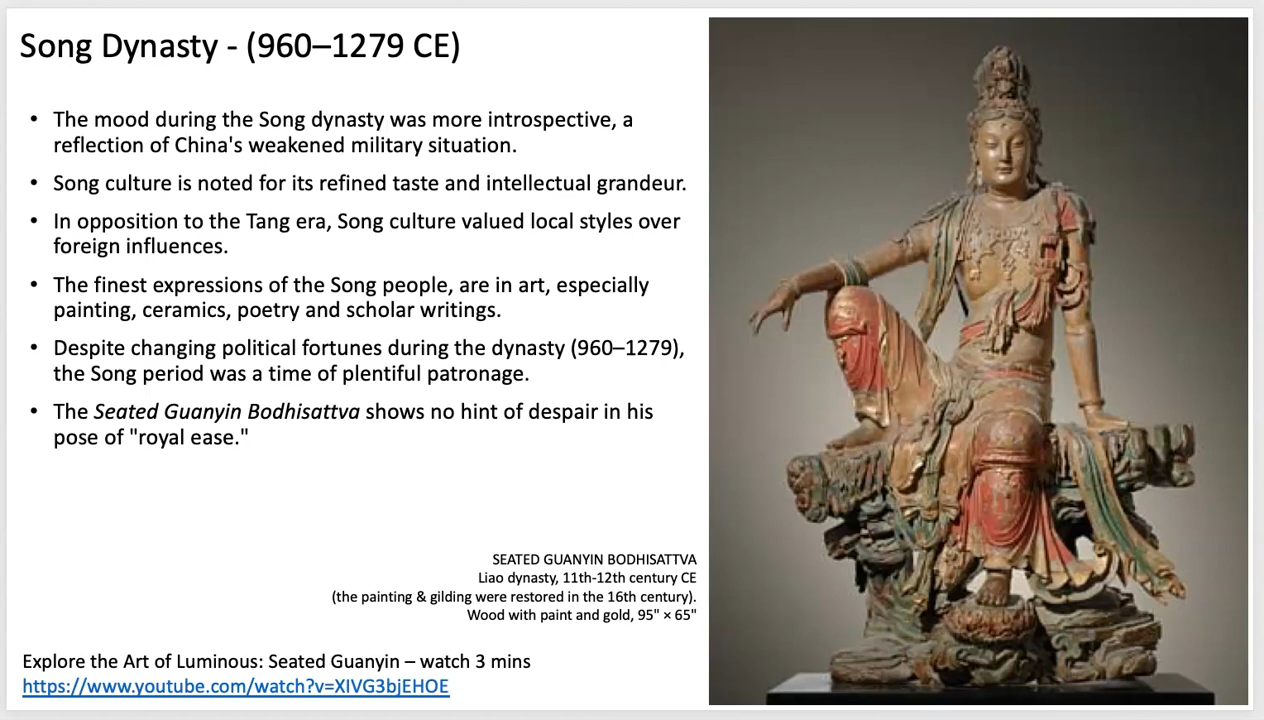 Song Dynasty - (960–1279 CE)
• The mood during the Song dynasty was more introspective, a
reflection of China's weakened military situation.
• Song culture is noted for its refined taste and intellectual grandeur.
• In opposition to the Tang era, Song culture valued local styles over
foreign influences.
• The finest expressions of the Song people, are in art, especially
painting, ceramics, poetry and scholar writings.
• Despite changing political fortunes during the dynasty (960–1279),
the Song period was a time of plentiful patronage.
• The Seated Guanyin Bodhisattva shows no hint of despair in his
pose of "royal ease."
SEATED GUANYIN BODHISATTVA
Liao dynasty, 11th-12th century CE
(the painting & gilding were restored in the 16th century).
Wood with paint and gold, 95" × 65"
Explore the Art of Luminous: Seated Guanyin – watch 3 mins
https://www.youtube.com/watch?v=XIVG3bjEHOE